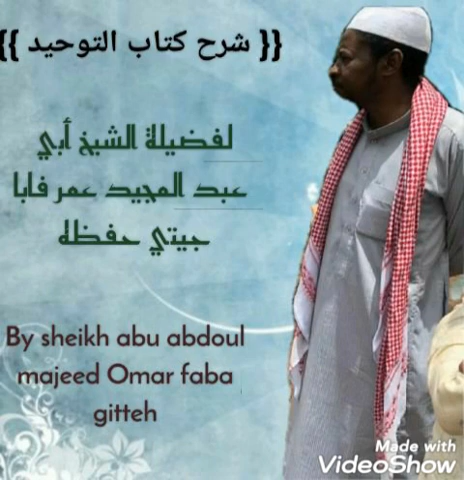 {{ شرح كتاب التوحيد }}
لفضيلة الشيخ أبي
عبد المجيد عمر فابا
جيتي حفظه
By sheikh abu abdoul
majeed Omar faba
gitteh
Made with
VideoShow